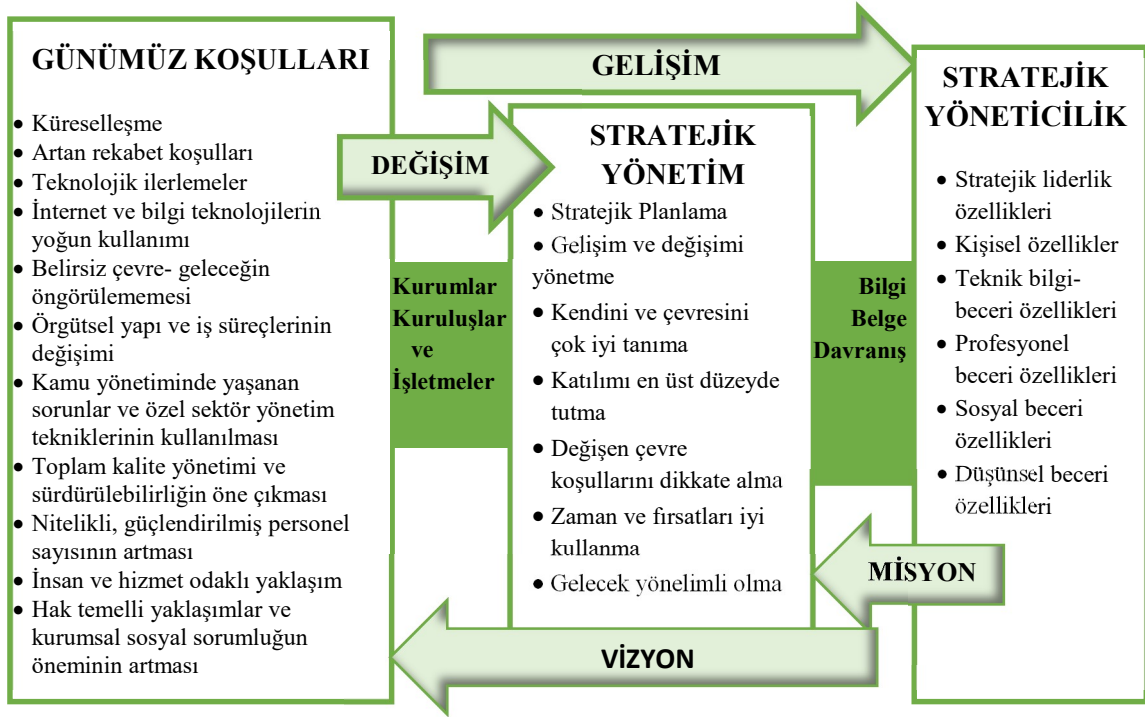 GÜNÜMÜZ KOŞULLARI
• Küreselleşme
• Artan rekabet koşulları
• Teknolojik ilerlemeler
• İnternet ve bilgi teknolojilerin
yoğun kullanımı
• Belirsiz çevre- geleceğin
öngörülememesi
• Örgütsel yapı ve iş süreçlerinin
değişimi
• Kamu yönetiminde yaşanan
sorunlar ve özel sektör yönetim
tekniklerinin kullanılması
• Toplam kalite yönetimi ve
sürdürülebilirliğin öne çıkması
• Nitelikli, güçlendirilmiş personel
sayısının artması
• İnsan ve hizmet odaklı yaklaşım
• Hak temelli yaklaşımlar ve
kurumsal sosyal sorumluğun
öneminin artması
GELİŞİM
DEĞİŞİM
Kurumlar
Kuruluşlar
ve
İşletmeler
STRATEJİK
YÖNETİM
• Stratejik Planlama
• Gelişim ve değişimi
yönetme
• Kendini ve çevresini
çok iyi tanıma
• Katılımı en üst düzeyde
tutma
• Değişen çevre
koşullarını dikkate alma
• Zaman ve fırsatları iyi
kullanma
• Gelecek yönelimli olma
Bilgi
Belge
Davranış
STRATEJİK
YÖNETİCİLİK
• Stratejik liderlik
özellikleri
• Kişisel özellikler
• Teknik bilgi-
beceri özellikleri
• Profesyonel
beceri özellikleri
• Sosyal beceri
özellikleri
• Düşünsel beceri
özellikleri
MİSYON
VİZYON